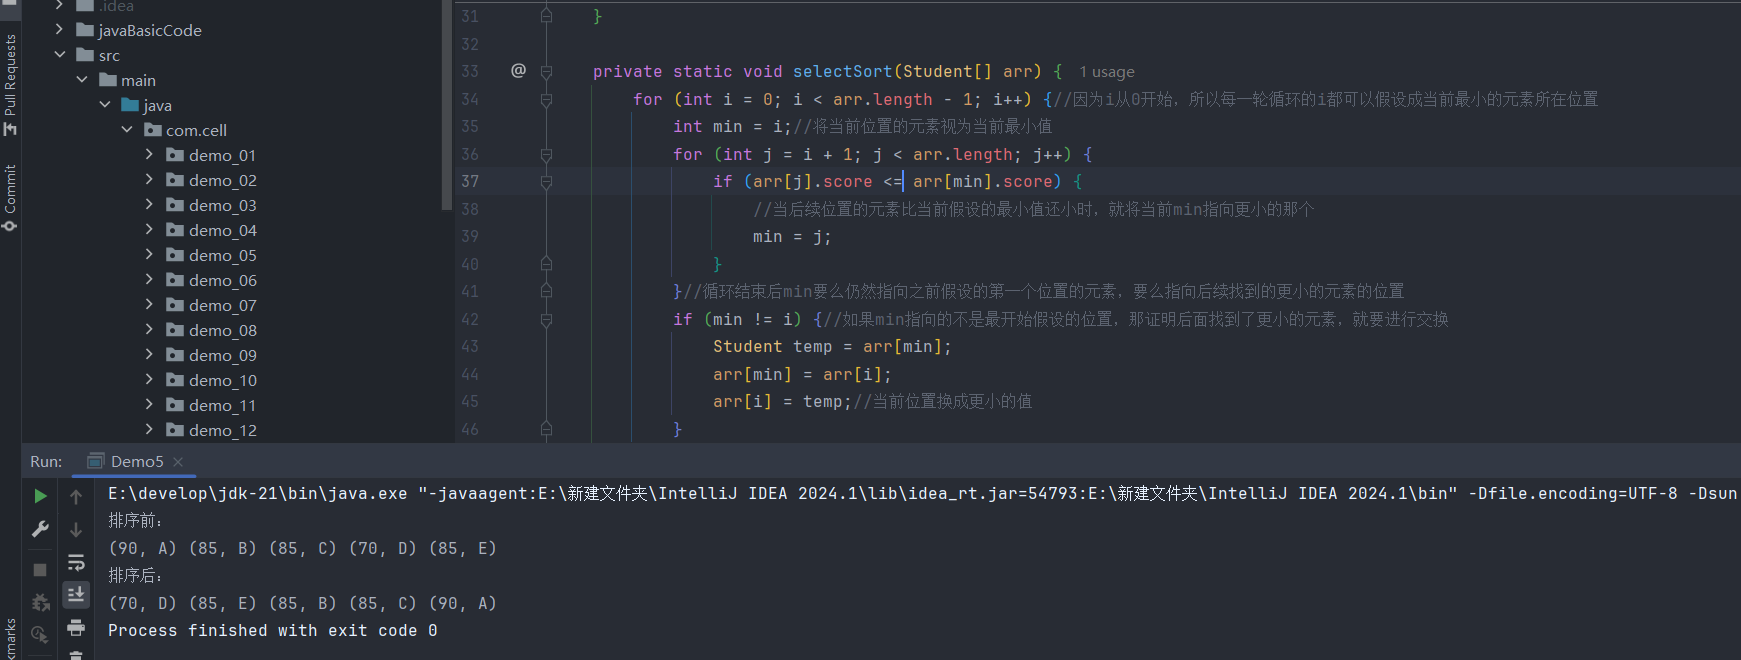 .idea
javaBasicCode
src
main
java
com.cell
demo_01
demo_02
demo_03
demo_04
demo_05
demo_06
demo_07
demo_08
demo_09
demo_10
demo_11
demo_12
Pull Requests
Commit
kmarks
31 }
32
33 @ private static void selectSort(Student[] arr) { 1 usage
34 for (int i = 0; i < arr.length - 1; i++) {//因为i从0开始，所以每一轮循环的i都可以假设成当前最小的元素所在位置
35 int min = i;//将当前位置的元素视为当前最小值
36 for (int j = i + 1; j < arr.length; j++) {
37 if (arr[j].score <= arr[min].score) {
38 //当后续位置的元素比当前假设的最小值还小时，就将当前min指向更小的那个
39 min = j;
40 }
41 }//循环结束后min要么仍然指向之前假设的第一个位置的元素，要么指向后续找到的更小的元素的位置
42 if (min != i) {//如果min指向的不是最开始假设的位置，那证明后面找到了更小的元素，就要进行交换
43 Student temp = arr[min];
44 arr[min] = arr[i];
45 arr[i] = temp;//当前位置换成更小的值
46 }
Run: Demo5
E:\develop\jdk-21\bin\java.exe "-javaagent:E:\新建文件夹\IntelliJ IDEA 2024.1\lib\idea_rt.jar=54793:E:\新建文件夹\IntelliJ IDEA 2024.1\bin" -Dfile.encoding=UTF-8 -Dsun
排序前：
(90, A) (85, B) (85, C) (70, D) (85, E)
排序后：
(70, D) (85, E) (85, B) (85, C) (90, A)
Process finished with exit code 0